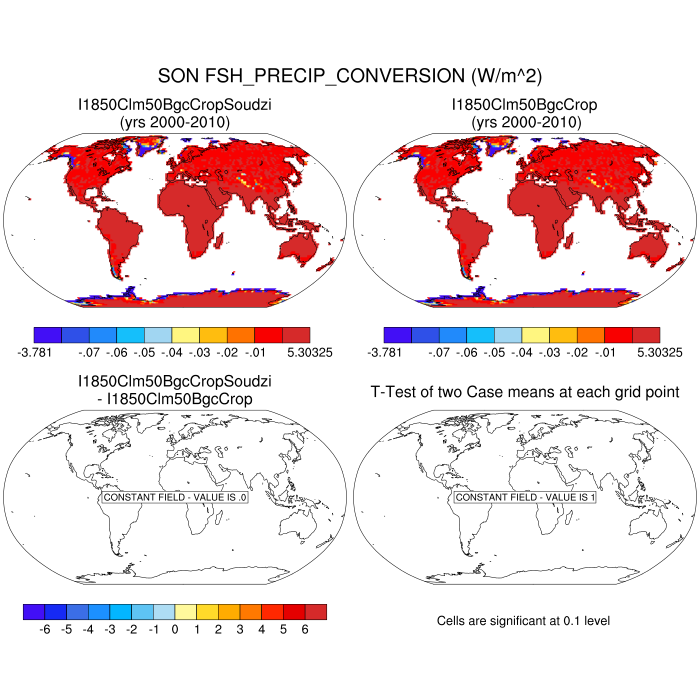 SON FSH_PRECIP_CONVERSION (W/m^2)
I1850Clm50BgcCropSoudzi
(yrs 2000-2010)
I1850Clm50BgcCrop
(yrs 2000-2010)
-3.781 -.07 -.06 -.05 -.04 -.03 -.02 -.01 5.30325
-3.781 -.07 -.06 -.05 -.04 -.03 -.02 -.01 5.30325
I1850Clm50BgcCropSoudzi
- I1850Clm50BgcCrop
T-Test of two Case means at each grid point
CONSTANT FIELD - VALUE IS .0
CONSTANT FIELD - VALUE IS 1
-6 -5 -4 -3 -2 -1 0 1 2 3 4 5 6
Cells are significant at 0.1 level